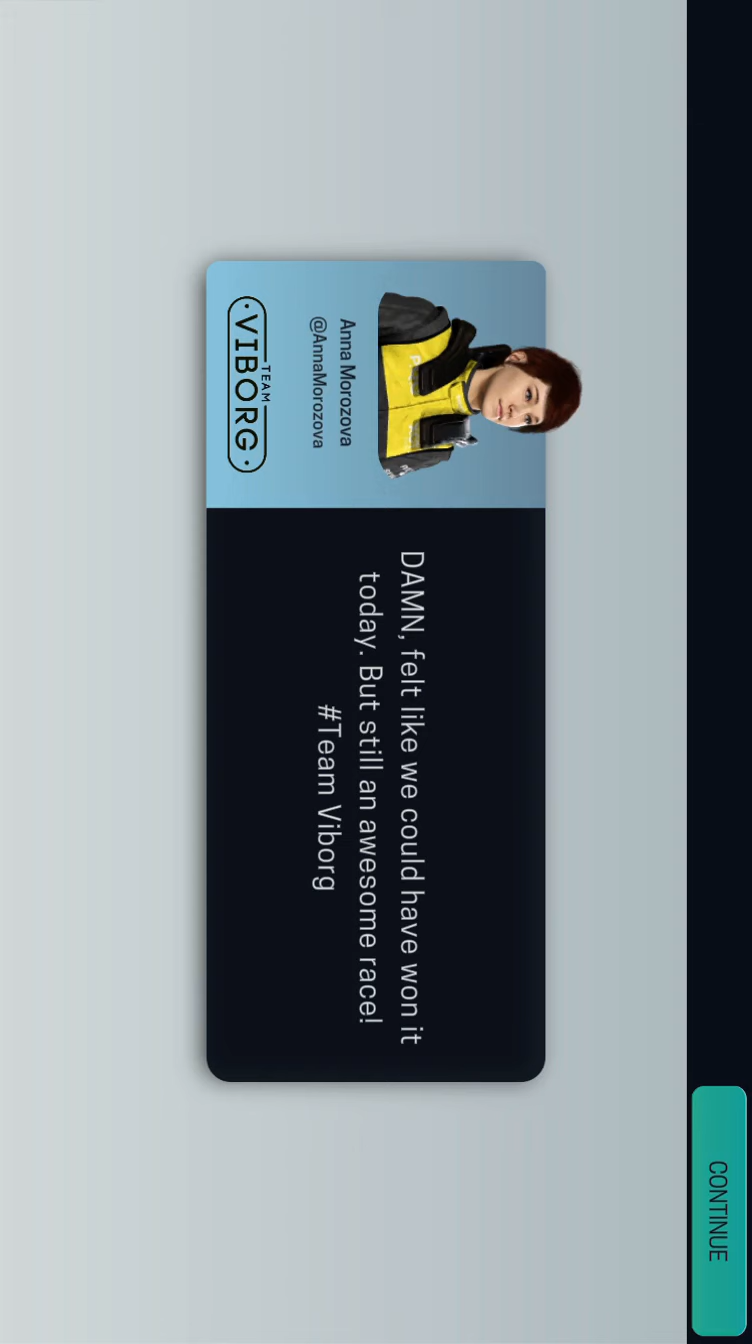 Anna Morozova
@AnnaMorozova
TEAM
VIBORG
DAMN, felt like we could have won it
today. But still an awesome race!
#Team Viborg
CONTINUE